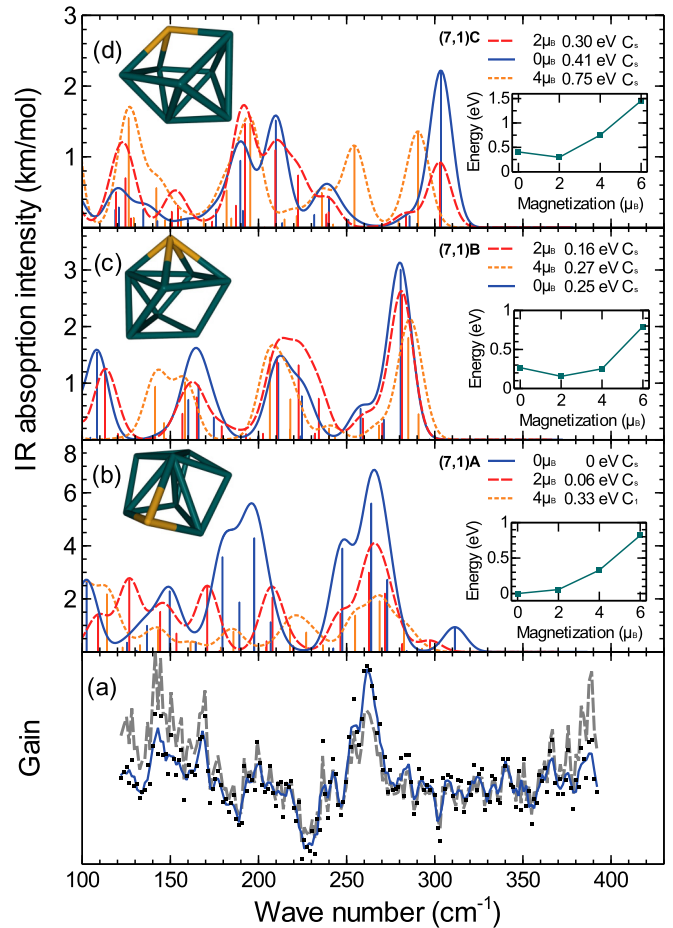 IR absoprtion intensity (km/mol)
Gain
(d)
(7,1)C
2μB 0.30 eV Cs
0μB 0.41 eV Cs
4μB 0.75 eV Cs
3
2
1
Energy (eV)
1.5
1
0.5
0
0 2 4 6
Magnetization (μB)
(c)
(7,1)B
2μB 0.16 eV Cs
4μB 0.27 eV Cs
0μB 0.25 eV Cs
3
2
1
Energy (eV)
1
0.5
0
0 2 4 6
Magnetization (μB)
(b)
(7,1)A
0μB 0 eV Cs
2μB 0.06 eV Cs
4μB 0.33 eV C1
8
6
4
2
Energy (eV)
1
0.5
0
0 2 4 6
Magnetization (μB)
(a)
100 150 200 250 300 350 400
Wave number (cm-1)